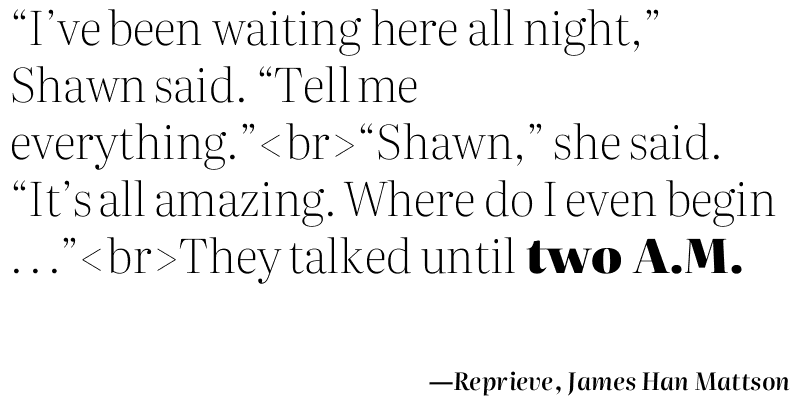 “I’ve been waiting here all night,”
Shawn said. “Tell me
everything.”<br>“Shawn,” she said.
“It’s all amazing. Where do I even begin
. . .”<br>They talked until two A.M.
—Reprieve, James Han Mattson